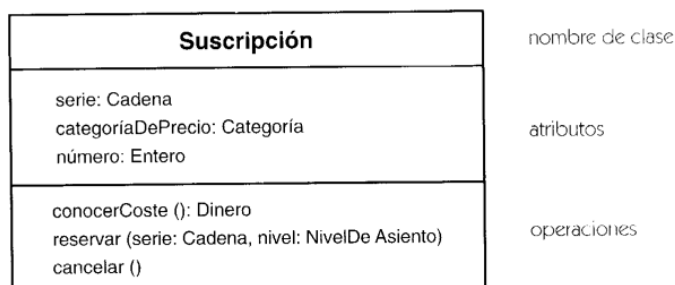 Suscripción
nombre de clase
serie: Cadena
categoríaDePrecio: Categoría
número: Entero
atributos
conocerCoste (): Dinero
reservar (serie: Cadena, nivel: NivelDe Asiento)
cancelar ()
operaciones